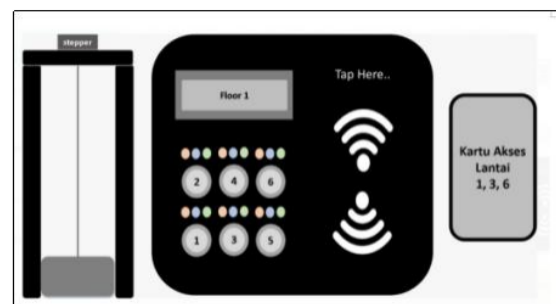 stepper
Floor 1
Tap Here..
2 4 6
1 3 5
Kartu Akses
Lantai
1, 3, 6